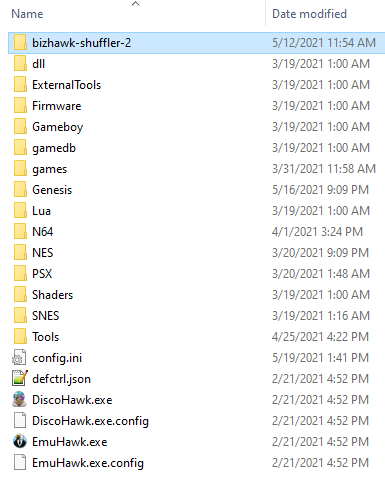 Name Date modified
bizhawk-shuffler-2 5/12/2021 11:54 AM
dll 3/19/2021 1:00 AM
ExternalTools 3/19/2021 1:00 AM
Firmware 3/19/2021 1:00 AM
Gameboy 3/19/2021 1:00 AM
gamedb 3/19/2021 1:00 AM
games 3/31/2021 11:58 AM
Genesis 5/16/2021 9:09 PM
Lua 3/19/2021 1:00 AM
N64 4/1/2021 3:24 PM
NES 3/20/2021 9:09 PM
PSX 3/20/2021 1:48 AM
Shaders 3/19/2021 1:00 AM
SNES 3/19/2021 1:16 AM
Tools 4/25/2021 4:22 PM
config.ini 5/19/2021 1:41 PM
defctrl.json 2/21/2021 4:52 PM
DiscoHawk.exe 2/21/2021 4:52 PM
DiscoHawk.exe.config 2/21/2021 4:52 PM
EmuHawk.exe 2/21/2021 4:52 PM
EmuHawk.exe.config 2/21/2021 4:52 PM